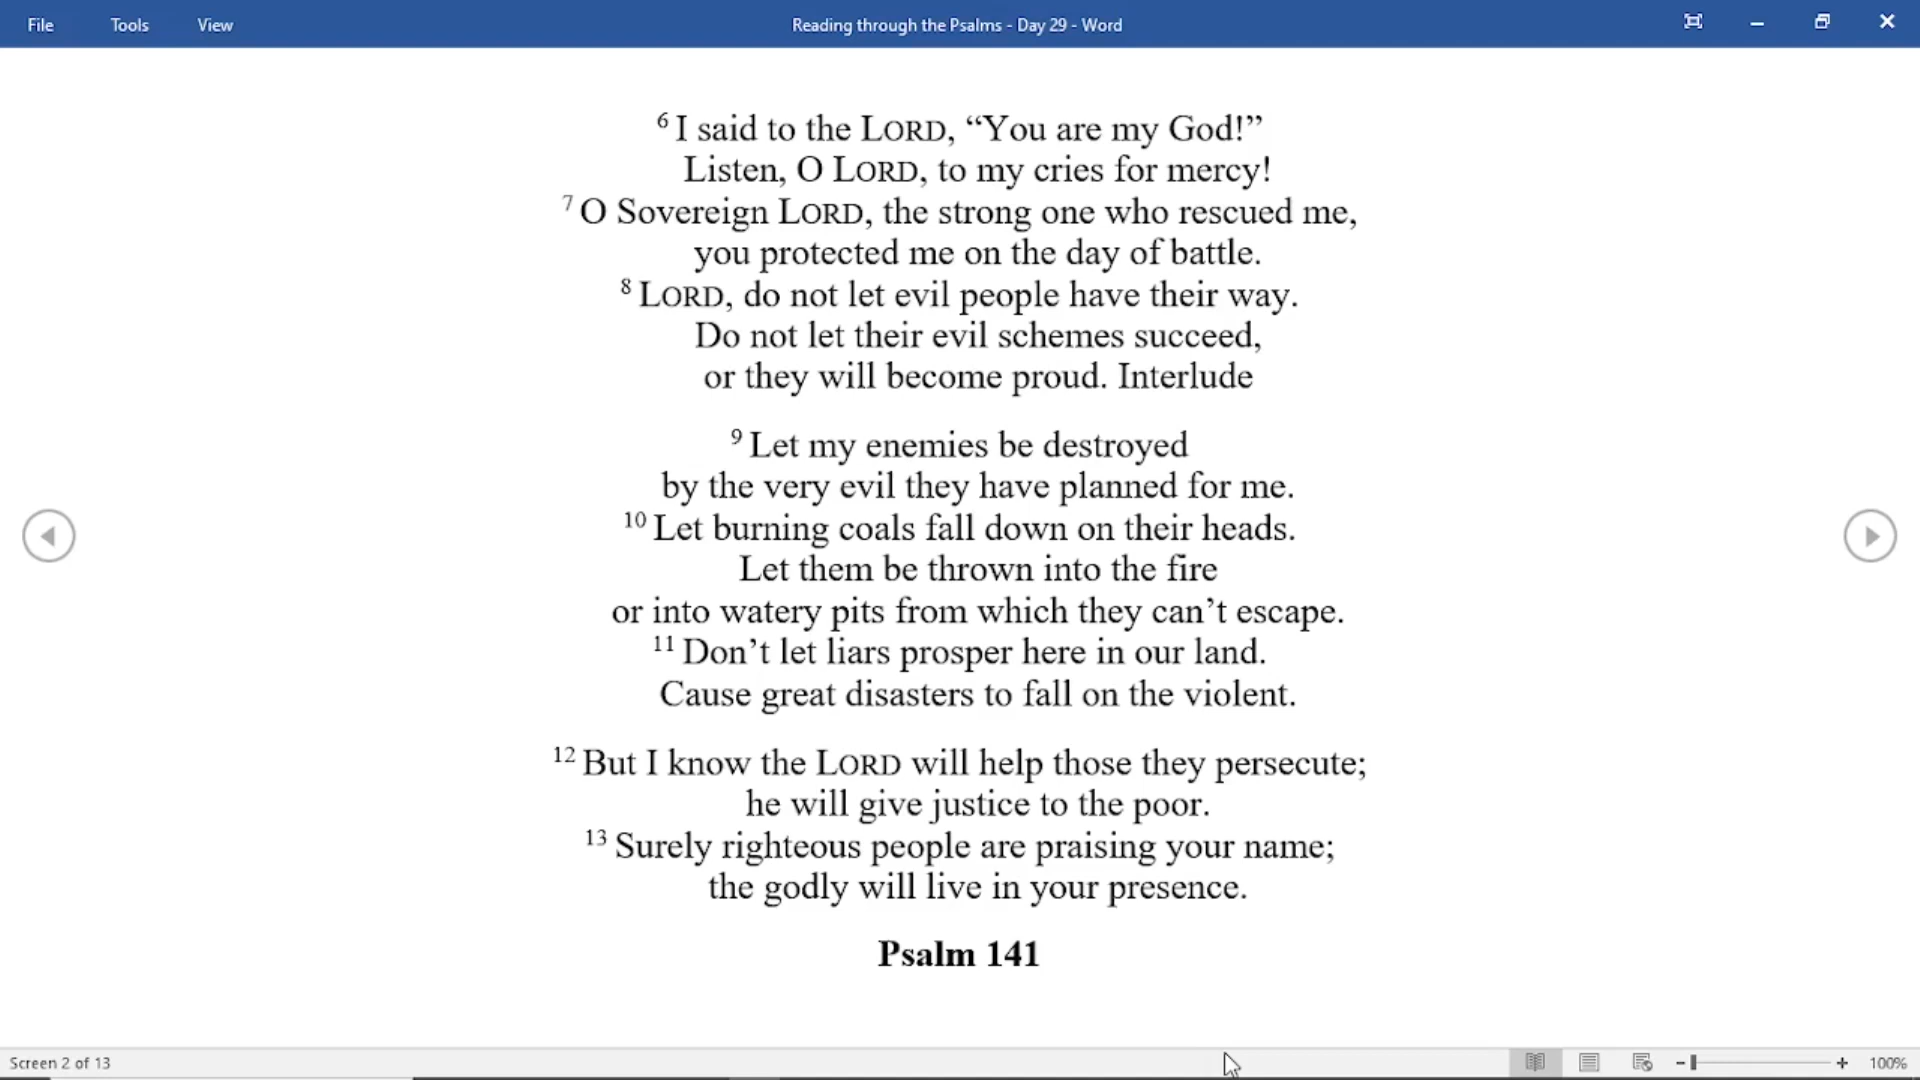 File Tools View Reading through the Psalms - Day 29 - Word
6 I said to the LORD, “You are my God!”
Listen, O LORD, to my cries for mercy!
7 O Sovereign LORD, the strong one who rescued me,
you protected me on the day of battle.
8 LORD, do not let evil people have their way.
Do not let their evil schemes succeed,
or they will become proud. Interlude
9 Let my enemies be destroyed
by the very evil they have planned for me.
10 Let burning coals fall down on their heads.
Let them be thrown into the fire
or into watery pits from which they can’t escape.
11 Don’t let liars prosper here in our land.
Cause great disasters to fall on the violent.
12 But I know the LORD will help those they persecute;
he will give justice to the poor.
13 Surely righteous people are praising your name;
the godly will live in your presence.
Psalm 141
Screen 2 of 13 100%